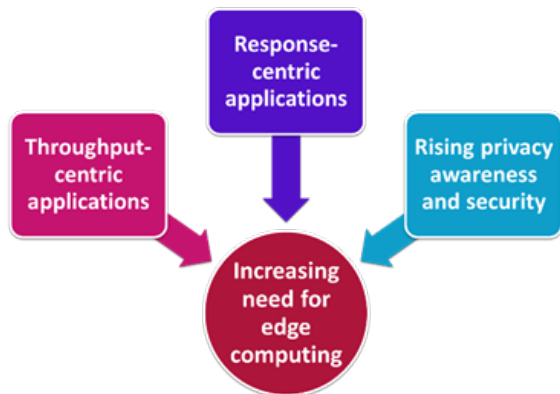 Response-
centric
applications
Throughput-
centric
applications
Rising privacy
awareness
and security
Increasing
need for
edge
computing